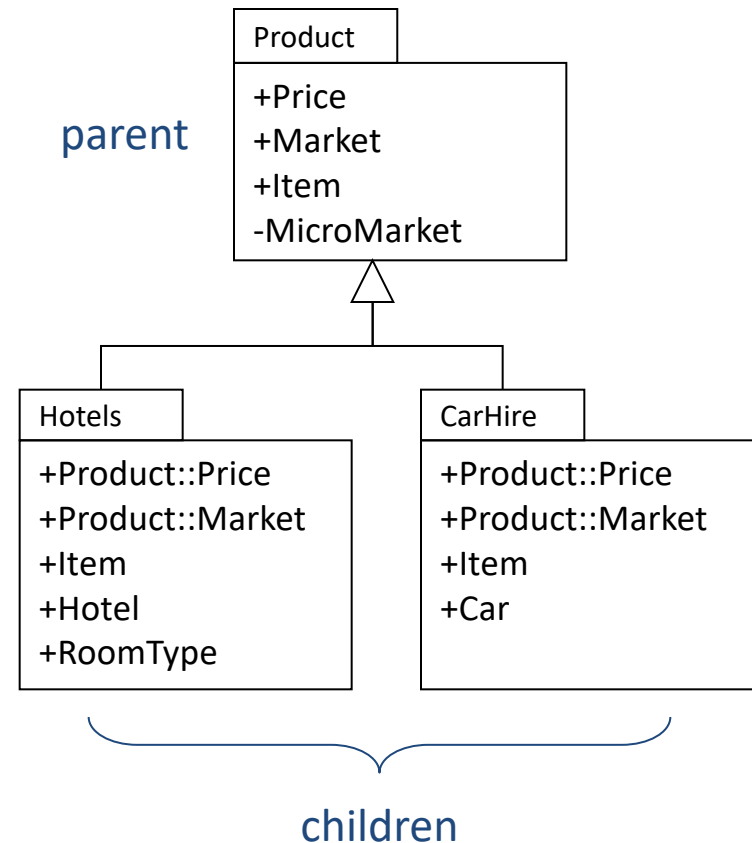 Product
+Price
+Market
+Item
-MicroMarket
parent
Hotels
+Product::Price
+Product::Market
+Item
+Hotel
+RoomType
CarHire
+Product::Price
+Product::Market
+Item
+Car
children